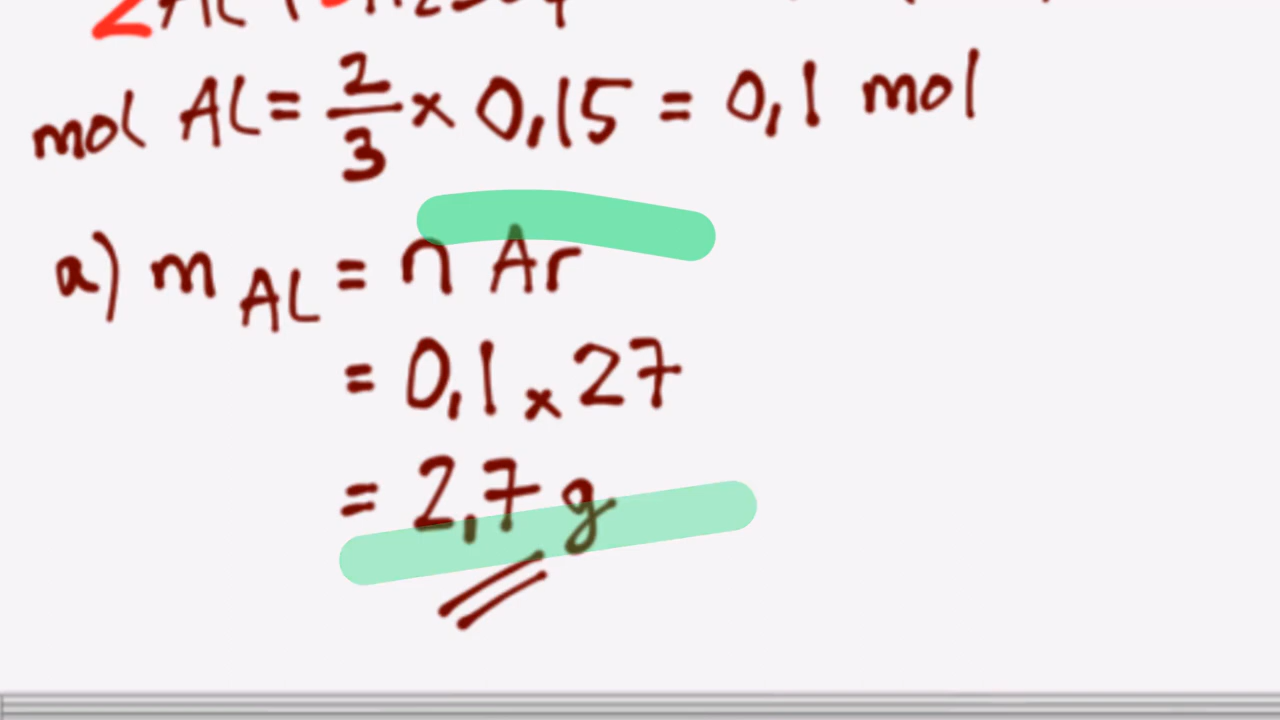 mol AL = 2/3 x 0,15 = 0,1 mol
a) m AL = n Ar
= 0,1 x 27
= 2,7 g